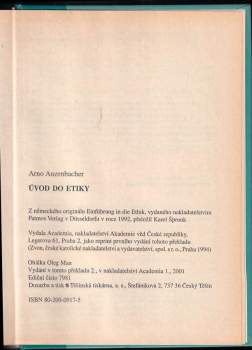 Arno Anzenbacher
ÚVOD DO ETIKY
Z německého originálu Einführung in die Ethik, vydaného nakladatelstvím
Patmos Verlag v Düsseldorfu v roce 1992, přeložil Karel Šprunk
Vydala Academia, nakladatelství Akademie věd České republiky,
Legerova 61, Praha 2, jako reprint prvního vydání tohoto překladu
(Zvon, české katolické nakladatelství a vydavatelství, spol. s r. o., Praha 1994)
Obálka Oleg Man
Vydání v tomto překladu 2., v nakladatelství Academia 1., 2001
Ediční číslo 7981
Dosazba a tisk Těšínská tiskárna, a. s., Štefánikova 2, 737 36 Český Těšín
ISBN 80-200-0917-5